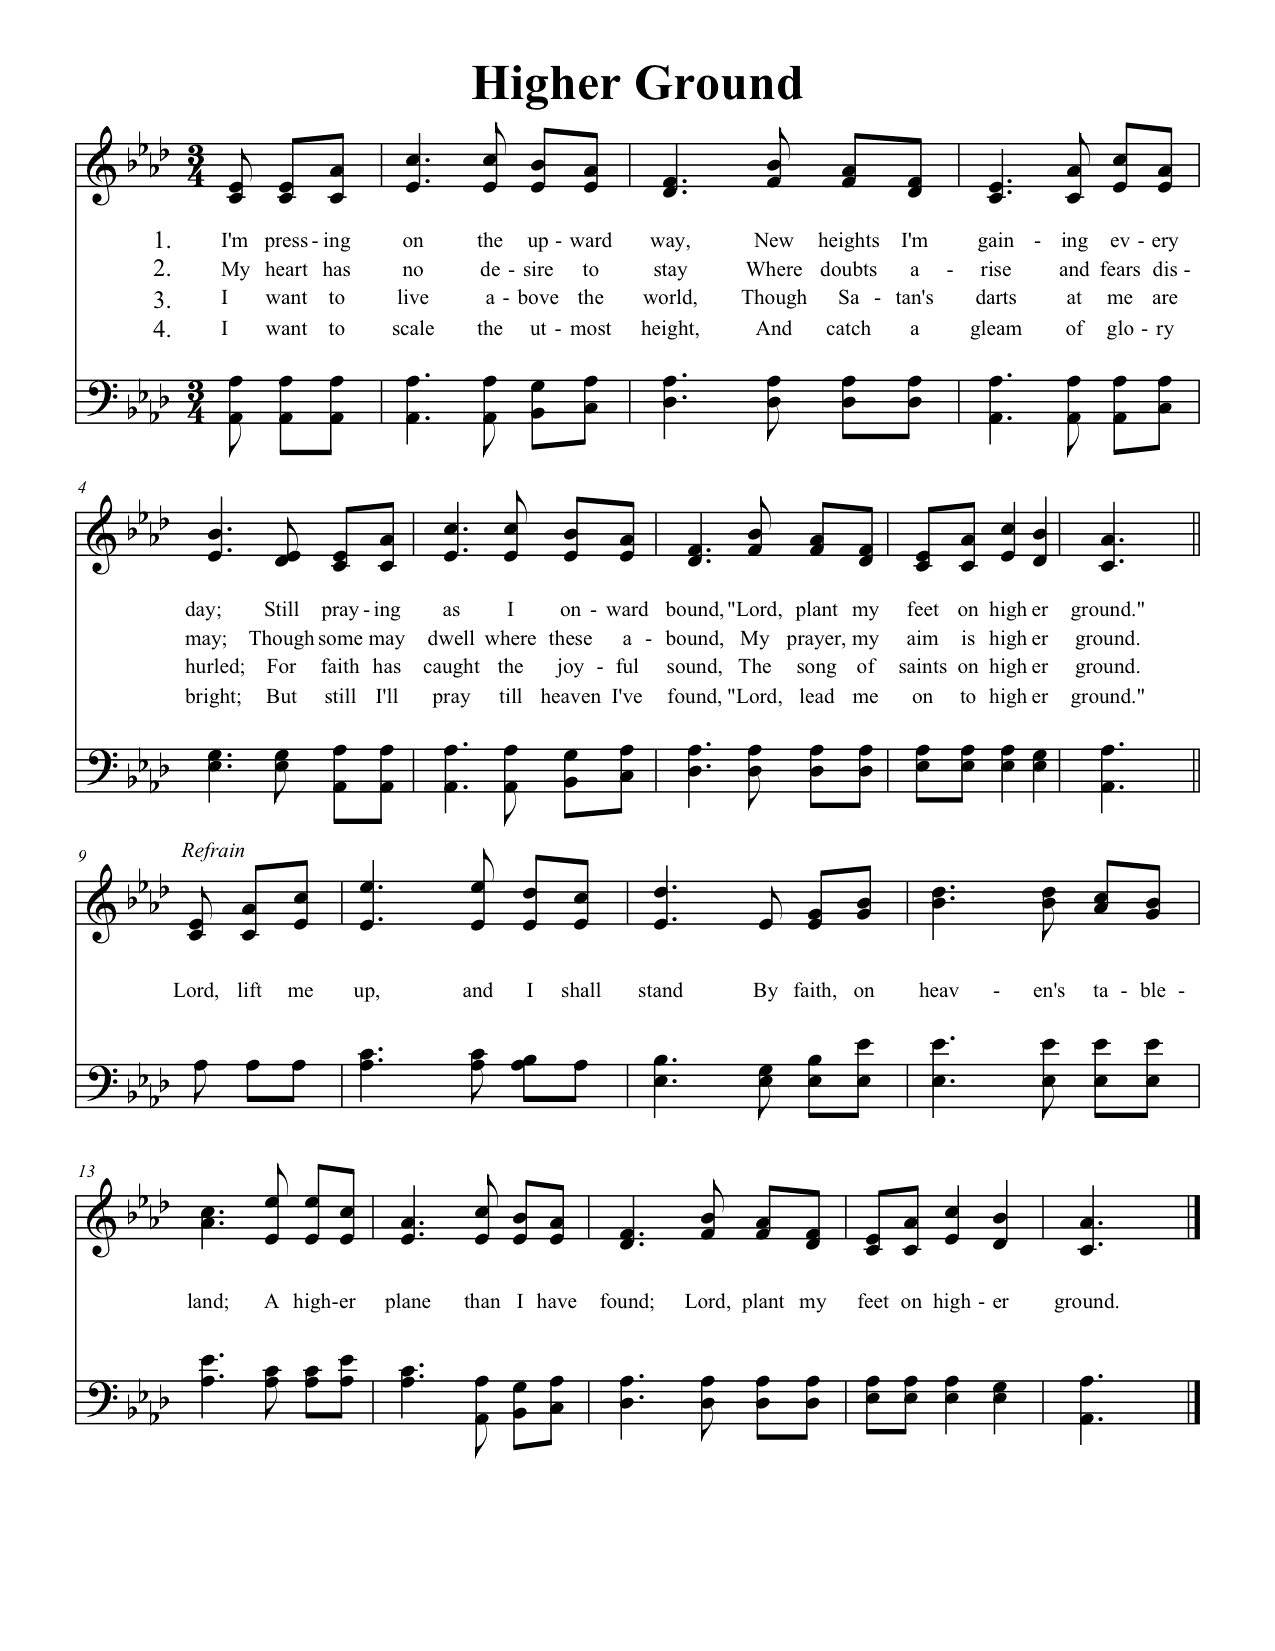 Higher Ground
3 4
1. I'm press - ing on the up - ward way, New heights I'm gain - ing ev - ery
2. My heart has no de - sire to stay Where doubts a - rise and fears dis -
3. I want to live a - bove the world, Though Sa - tan's darts at me are
4. I want to scale the ut - most height, And catch a gleam of glo - ry
3 4
4
day; Still pray - ing as I on - ward bound, "Lord, plant my feet on high er ground."
may; Though some may dwell where these a - bound, My prayer, my aim is high er ground.
hurled; For faith has caught the joy - ful sound, The song of saints on high er ground.
bright; But still I'll pray till heaven I've found, "Lord, lead me on to high er ground."
9 Refrain
Lord, lift me up, and I shall stand By faith, on heav - en's ta - ble -
13
land; A high-er plane than I have found; Lord, plant my feet on high - er ground.